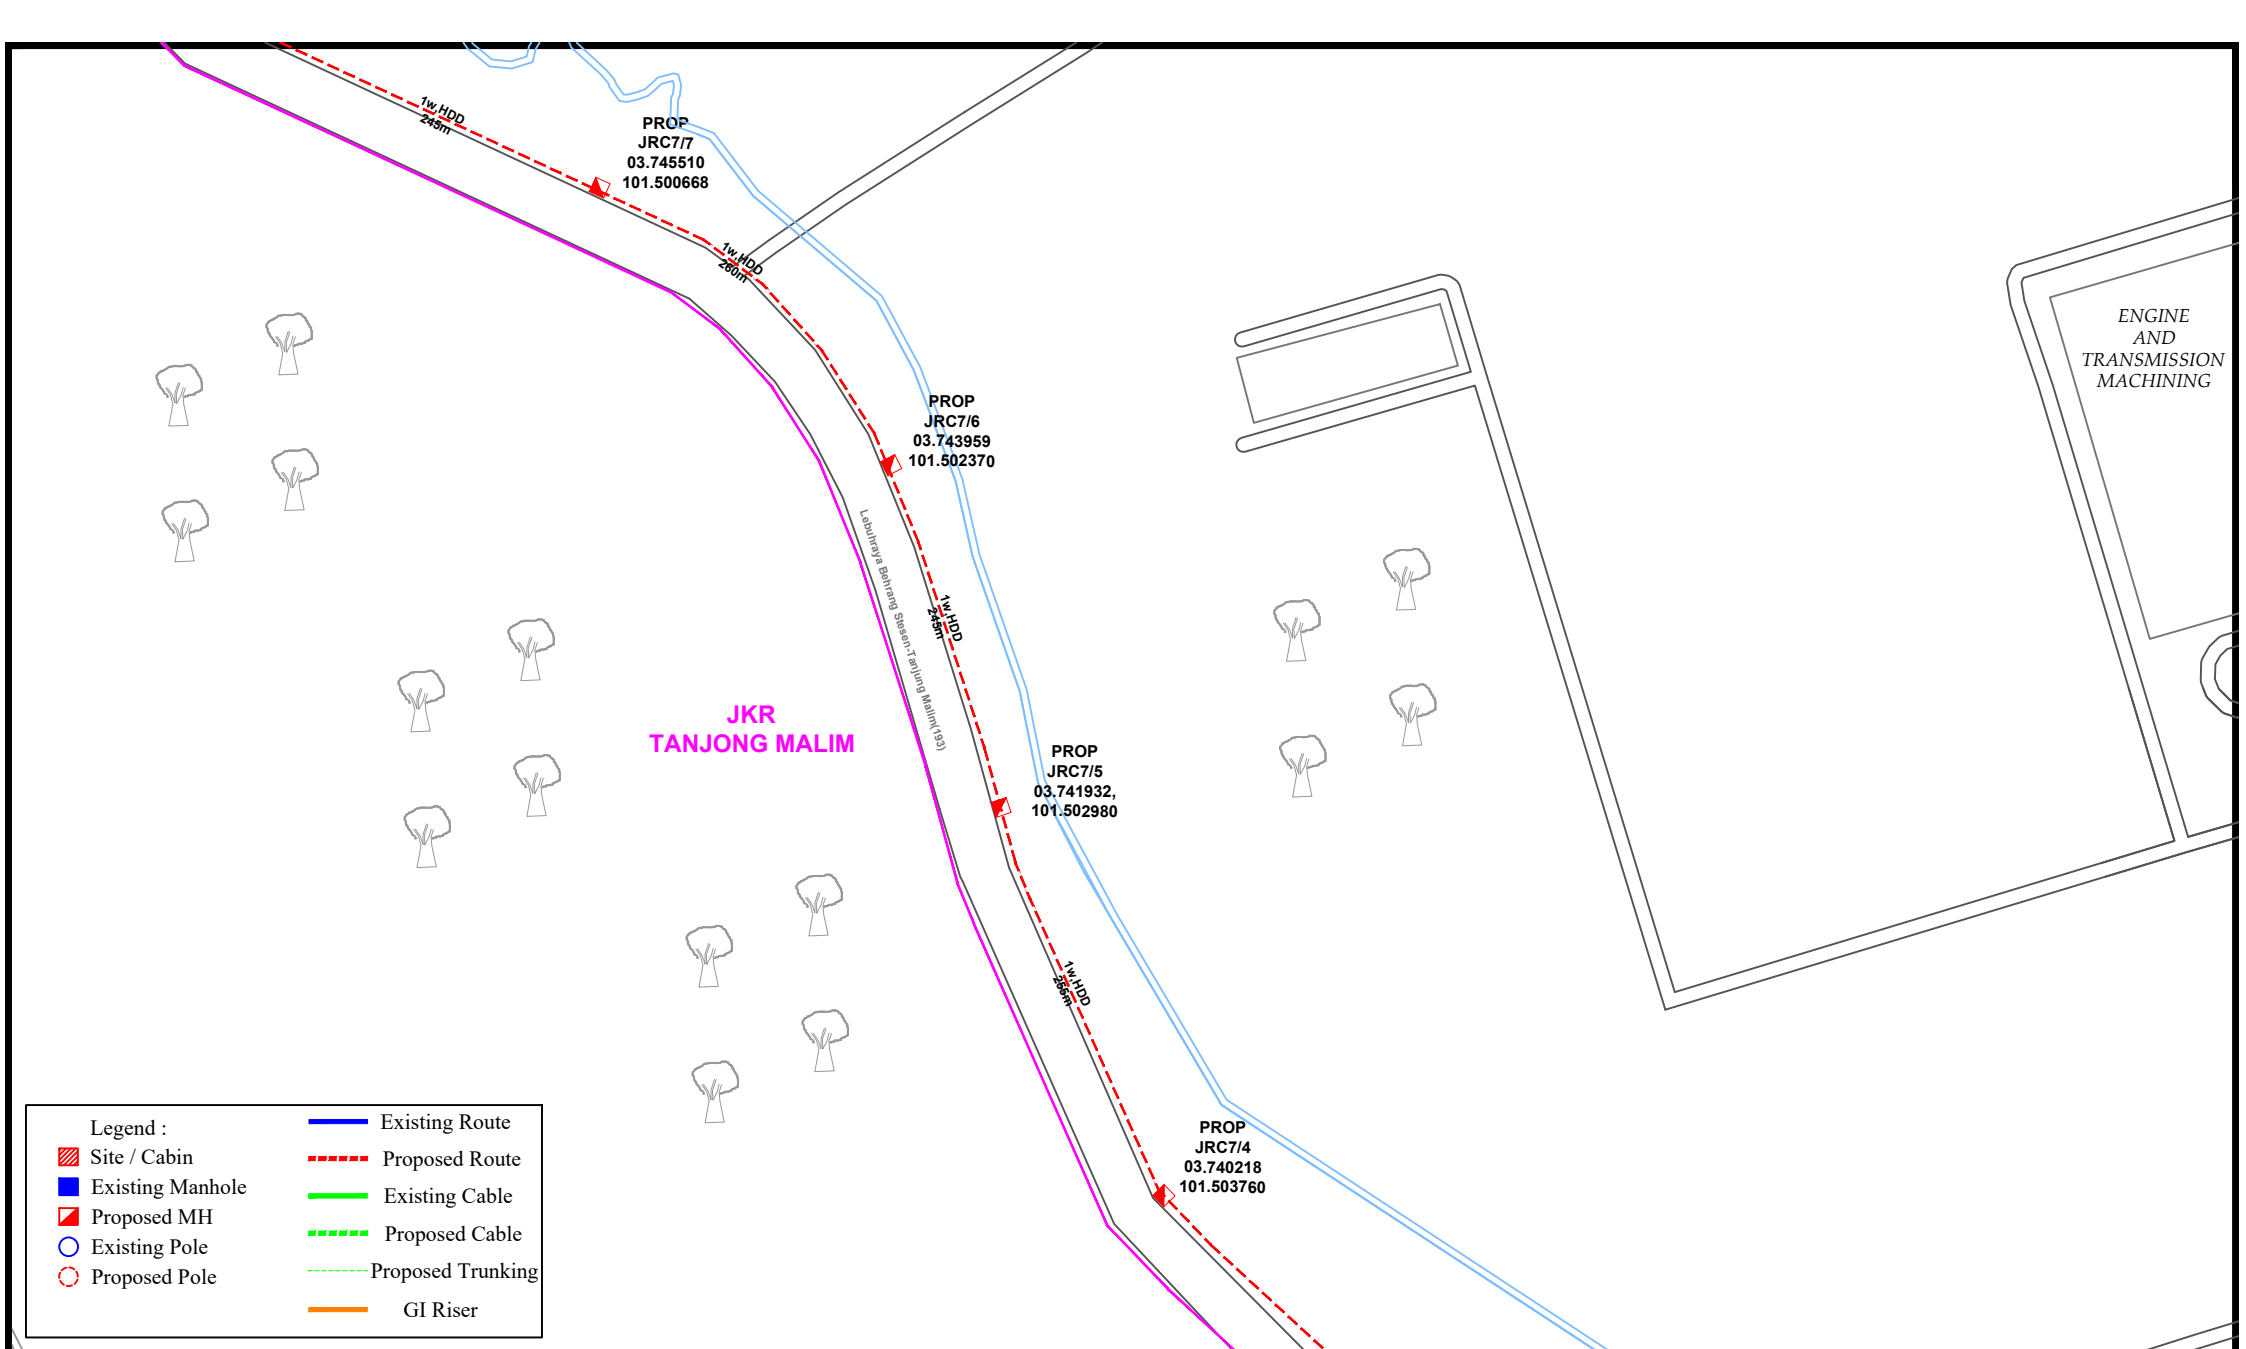 1w,HDD
245m
PROP
JRC7/7
03.745510
101.500668
1w,HDD
260m
ENGINE
AND
TRANSMISSION
MACHINING
PROP
JRC7/6
03.743959
101.502370
Lebuhraya Behrang Stesen-Tanjung Malim(193)
1w,HDD
245m
JKR
TANJONG MALIM
PROP
JRC7/5
03.741932,
101.502980
1w,HDD
255m
PROP
JRC7/4
03.740218
101.503760
Legend :
Site / Cabin
Existing Manhole
Proposed MH
Existing Pole
Proposed Pole
Existing Route
Proposed Route
Existing Cable
Proposed Cable
Proposed Trunking
GI Riser